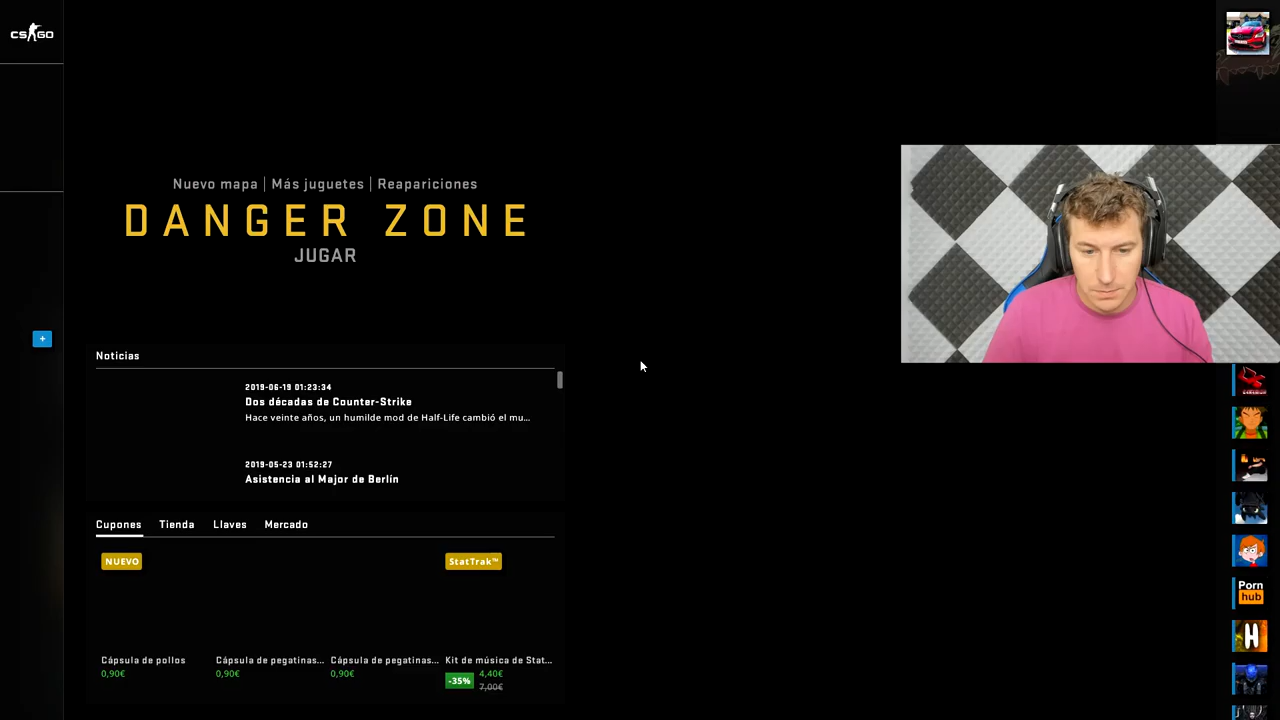 CS GO
Nuevo mapa | Más juguetes | Reapariciones
DANGER ZONE
JUGAR
+
Noticias
2019-06-19 01:23:34
Dos décadas de Counter-Strike
Hace veinte años, un humilde mod de Half-Life cambió el mu...
2019-05-23 01:52:27
Asistencia al Major de Berlín
Cupones Tienda Llaves Mercado
NUEVO
StatTrak™
Cápsula de pollos
0,90€
Cápsula de pegatinas...
0,90€
Cápsula de pegatinas...
0,90€
Kit de música de Stat...
-35% 4,40€
7,00€
Porn
hub
H